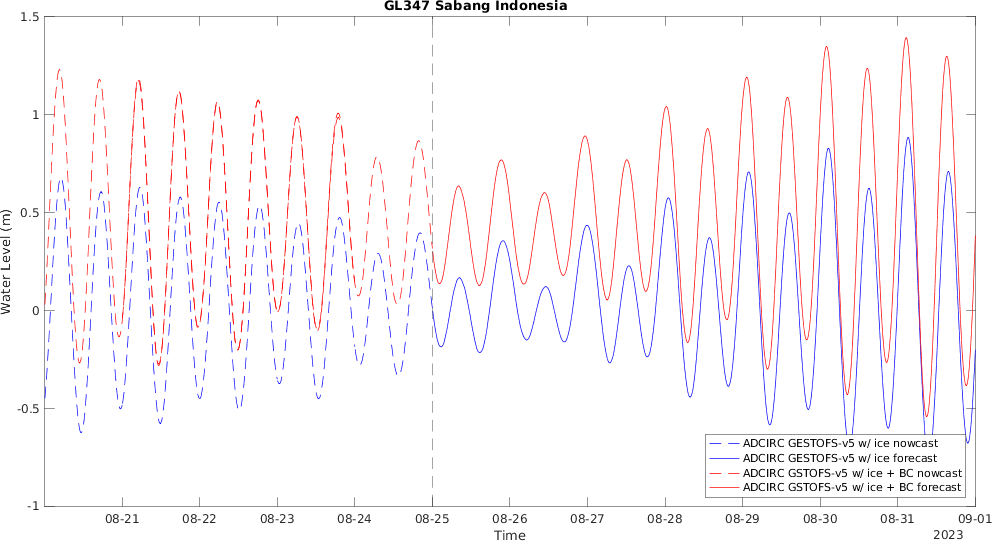 GL347 Sabang Indonesia
1.5
1
0.5
0
-0.5
-1
Water Level (m)
ADCIRC GESTOFS-v5 w/ ice nowcast
ADCIRC GESTOFS-v5 w/ ice forecast
ADCIRC GSTOFS-v5 w/ ice + BC nowcast
ADCIRC GSTOFS-v5 w/ ice + BC forecast
08-21 08-22 08-23 08-24 08-25 08-26 08-27 08-28 08-29 08-30 08-31 09-01
Time
2023